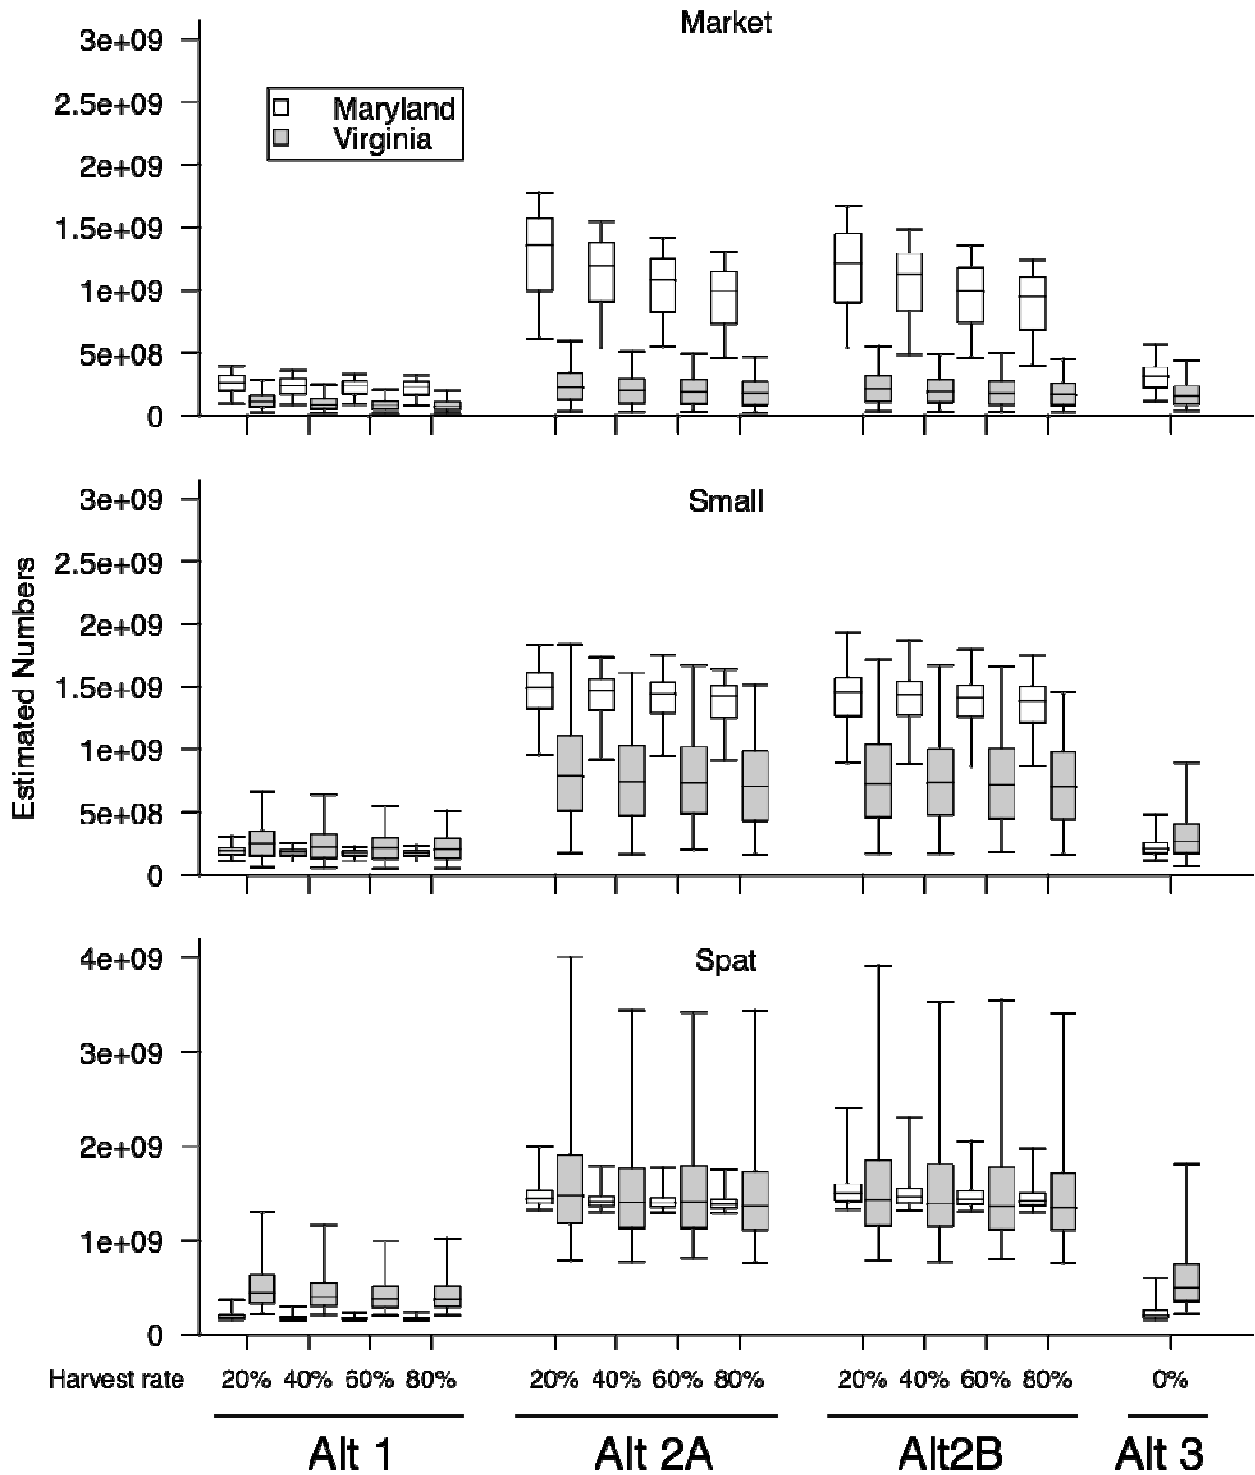 Market
3e+09
2.5e+09
2e+09
1.5e+09
1e+09
5e+08
0
Maryland
Virginia
Small
3e+09
2.5e+09
2e+09
1.5e+09
1e+09
5e+08
0
Estimated Numbers
Spat
4e+09
3e+09
2e+09
1e+09
0
Harvest rate 20% 40% 60% 80% 20% 40% 60% 80% 20% 40% 60% 80% 0%
Alt 1 Alt 2A Alt2B Alt 3